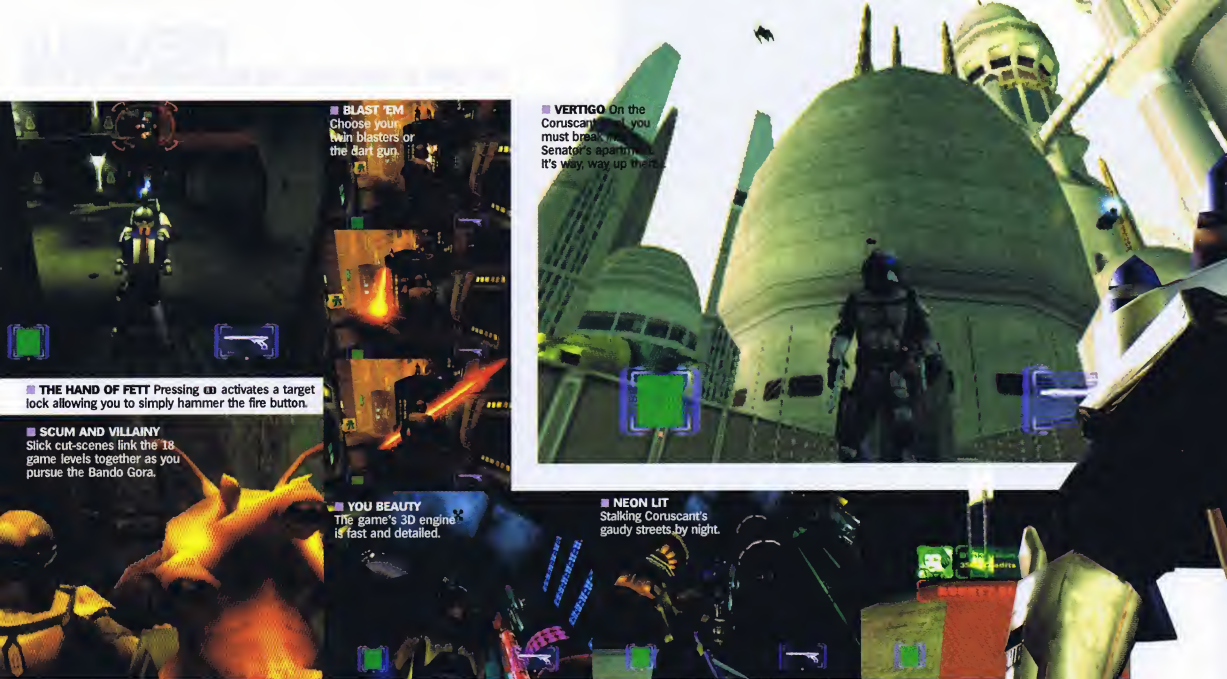 BLAST 'EM
Choose your
twin blasters or
the dart gun.
VERTIGO On the
Coruscant you
must break
Senator's apartment.
It's way, way up there.
THE HAND OF FETT Pressing activates a target
lock allowing you to simply hammer the fire button.
SCUM AND VILLAINY
Slick cut-scenes link the 18
game levels together as you
pursue the Bando Gora.
YOU BEAUTY
The game's 3D engine
is fast and detailed.
NEON LIT
Stalking Coruscant's
gaudy streets by night.